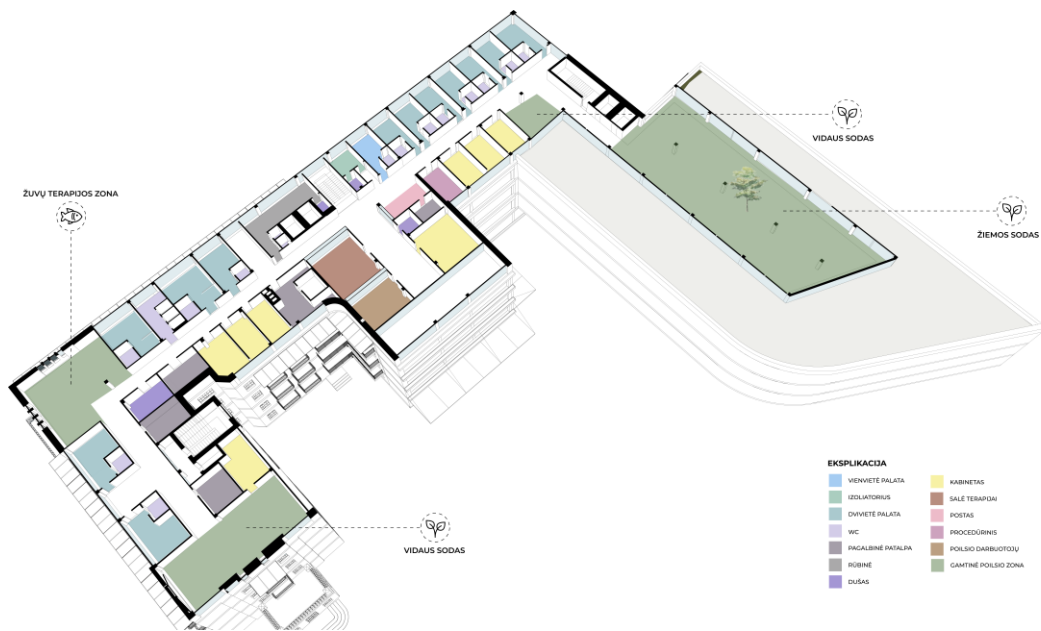 VIDAUS SODAS
ŽUVŲ TERAPIJOS ZONA
ŽIEMOS SODAS
VIDAUS SODAS
EKSPLIKACIJA
VIENVIETĖ PALATA
IZOLIATORIUS
DVIVIETĖ PALATA
WC
PAGALBINĖ PATALPA
RŪBINĖ
DUŠAS
KABINETAS
SALĖ TERAPIJAI
POSTAS
PROCEDŪRINIS
POILSIO DARBUOTOJŲ
GAMTINĖ POILSIO ZONA